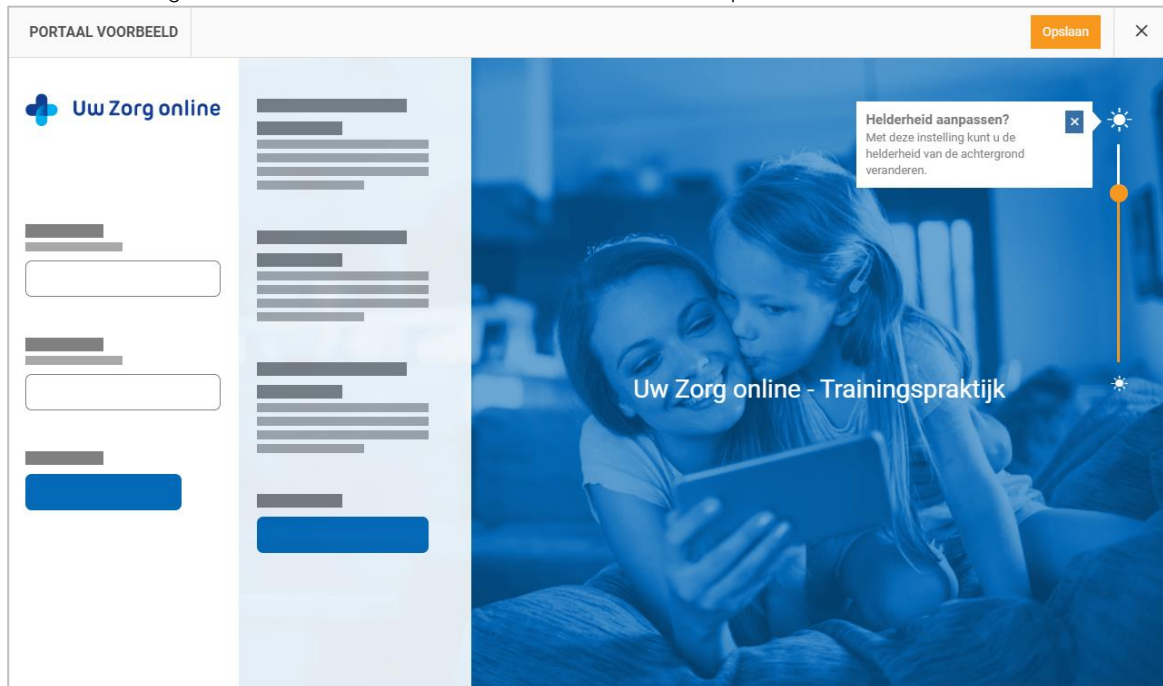 PORTAAL VOORBEELD
Opslaan
Uw Zorg online
Helderheid aanpassen?
Met deze instelling kunt u de
helderheid van de achtergrond
veranderen.
Uw Zorg online - Trainingspraktijk